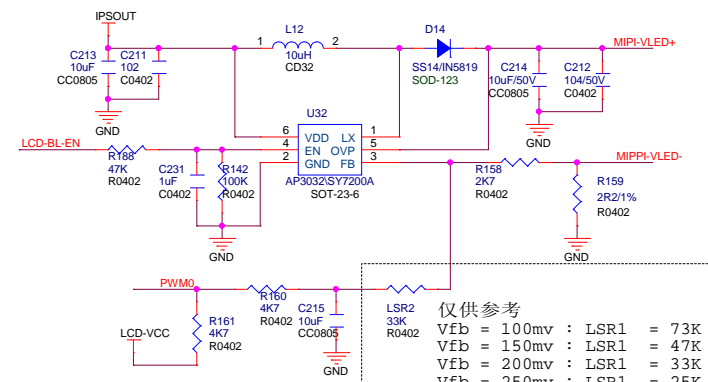 IPSOUT
L12
1
2
10uH
CD32
D14
SS14/IN5819
SOD-123
MIPI-VLED+
C213
10uF
CC0805
C211
102
C0402
GND
C214
10uF/50V
CC0805
C212
104/50V
C0402
GND
U32
6 VDD LX 1
4 EN OVP 5
2 GND FB 3
AP3032\SY7200A
SOT-23-6
LCD-BL-EN
R188
47K
R0402
C231
1uF
C0402
R142
100K
R0402
GND
R158
2K7
R0402
MIPPI-VLED-
R159
2R2/1%
R0402
GND
PWM0
R160
4K7
R0402
R161
4K7
R0402
LCD-VCC
C215
10uF
CC0805
GND
LSR2
33K
R0402
仅供参考
Vfb = 100mv : LSR1 = 73K
Vfb = 150mv : LSR1 = 47K
Vfb = 200mv : LSR1 = 33K
Vfb = 250mv : LSR1 = 25K